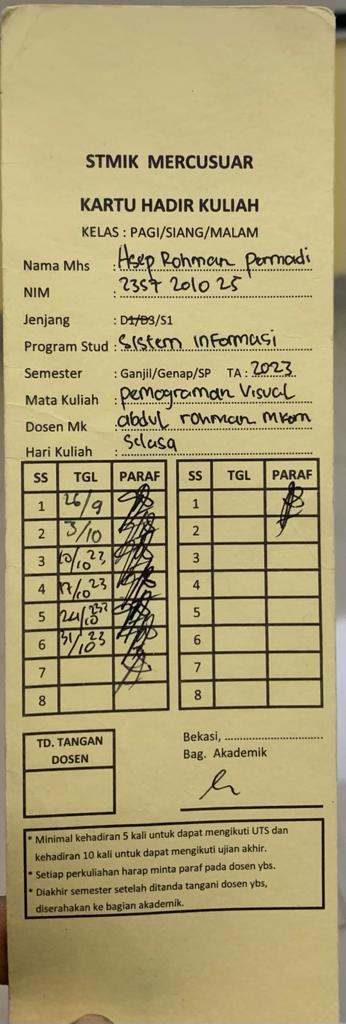 STMIK MERCUSUAR
KARTU HADIR KULIAH
KELAS : PAGI/SIANG/MALAM
Nama Mhs : Asep Rohman permadi
NIM : 2357 2010 25
Jenjang : D1/D3/S1
Program Stud : Sistem informasi
Semester : Ganjil/Genap/SP TA : 2023
Mata Kuliah : pemograman Visual
Dosen Mk : abdul rohman MKom
Hari Kuliah : Selasa
SS TGL PARAF SS TGL PARAF
1 26/9 1
2 3/10 2
3 10/10 23 3
4 17/10 23 4
5 24/10 5
6 31/10 23 6
7 7
8 8
TD. TANGAN DOSEN
Bekasi, ..............................
Bag. Akademik
* Minimal kehadiran 5 kali untuk dapat mengikuti UTS dan
kehadiran 10 kali untuk dapat mengikuti ujian akhir.
* Setiap perkuliahan harap minta paraf pada dosen ybs.
* Diakhir semester setelah ditanda tangani dosen ybs,
diserahakan ke bagian akademik.